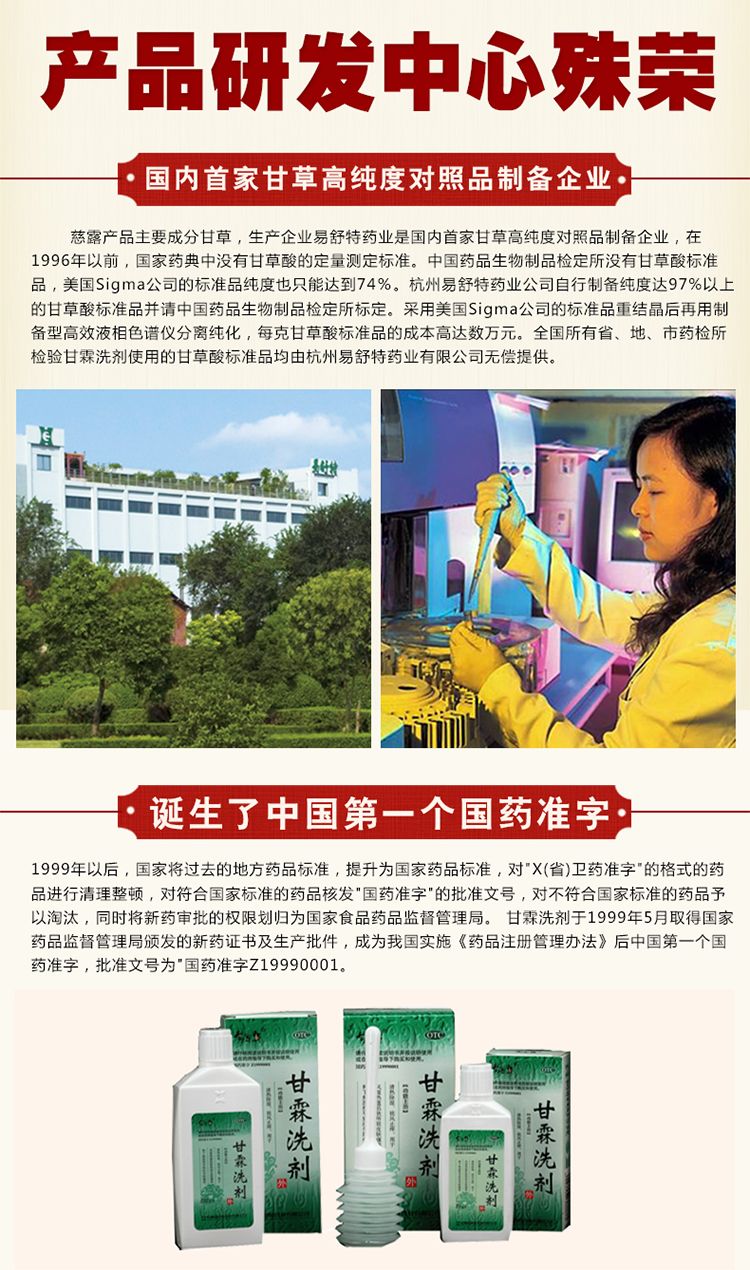 产品研发中心殊荣
国内首家甘草高纯度对照品制备企业
慈露产品主要成分甘草，生产企业易舒特药业是国内首家甘草高纯度对照品制备企业，在
1996年以前，国家药典中没有甘草酸的定量测定标准。中国药品生物制品检定所没有甘草酸标准
品，美国Sigma公司的标准品纯度也只能达到74%。杭州易舒特药业公司自行制备纯度达97%以上
的甘草酸标准品并请中国药品生物制品检定所标定。采用美国Sigma公司的标准品重结晶后再用制
备型高效液相色谱仪分离纯化，每克甘草酸标准品的成本高达数万元。全国所有省、地、市药检所
检验甘霖洗剂使用的甘草酸标准品均由杭州易舒特药业有限公司无偿提供。
易舒特
诞生了中国第一个国药准字
1999年以后，国家将过去的地方药品标准，提升为国家药品标准，对"X(省)卫药准字"的格式的药
品进行清理整顿，对符合国家标准的药品核发"国药准字"的批准文号，对不符合国家标准的药品予
以淘汰，同时将新药审批的权限划归为国家食品药品监督管理局。 甘霖洗剂于1999年5月取得国家
药品监督管理局颁发的新药证书及生产批件，成为我国实施《药品注册管理办法》后中国第一个国
药准字，批准文号为"国药准字Z19990001。
OTC
甘霖洗剂
外
甘霖洗剂
外
OTC
甘霖洗剂
外
OTC
甘霖洗剂
外
甘霖洗剂
外